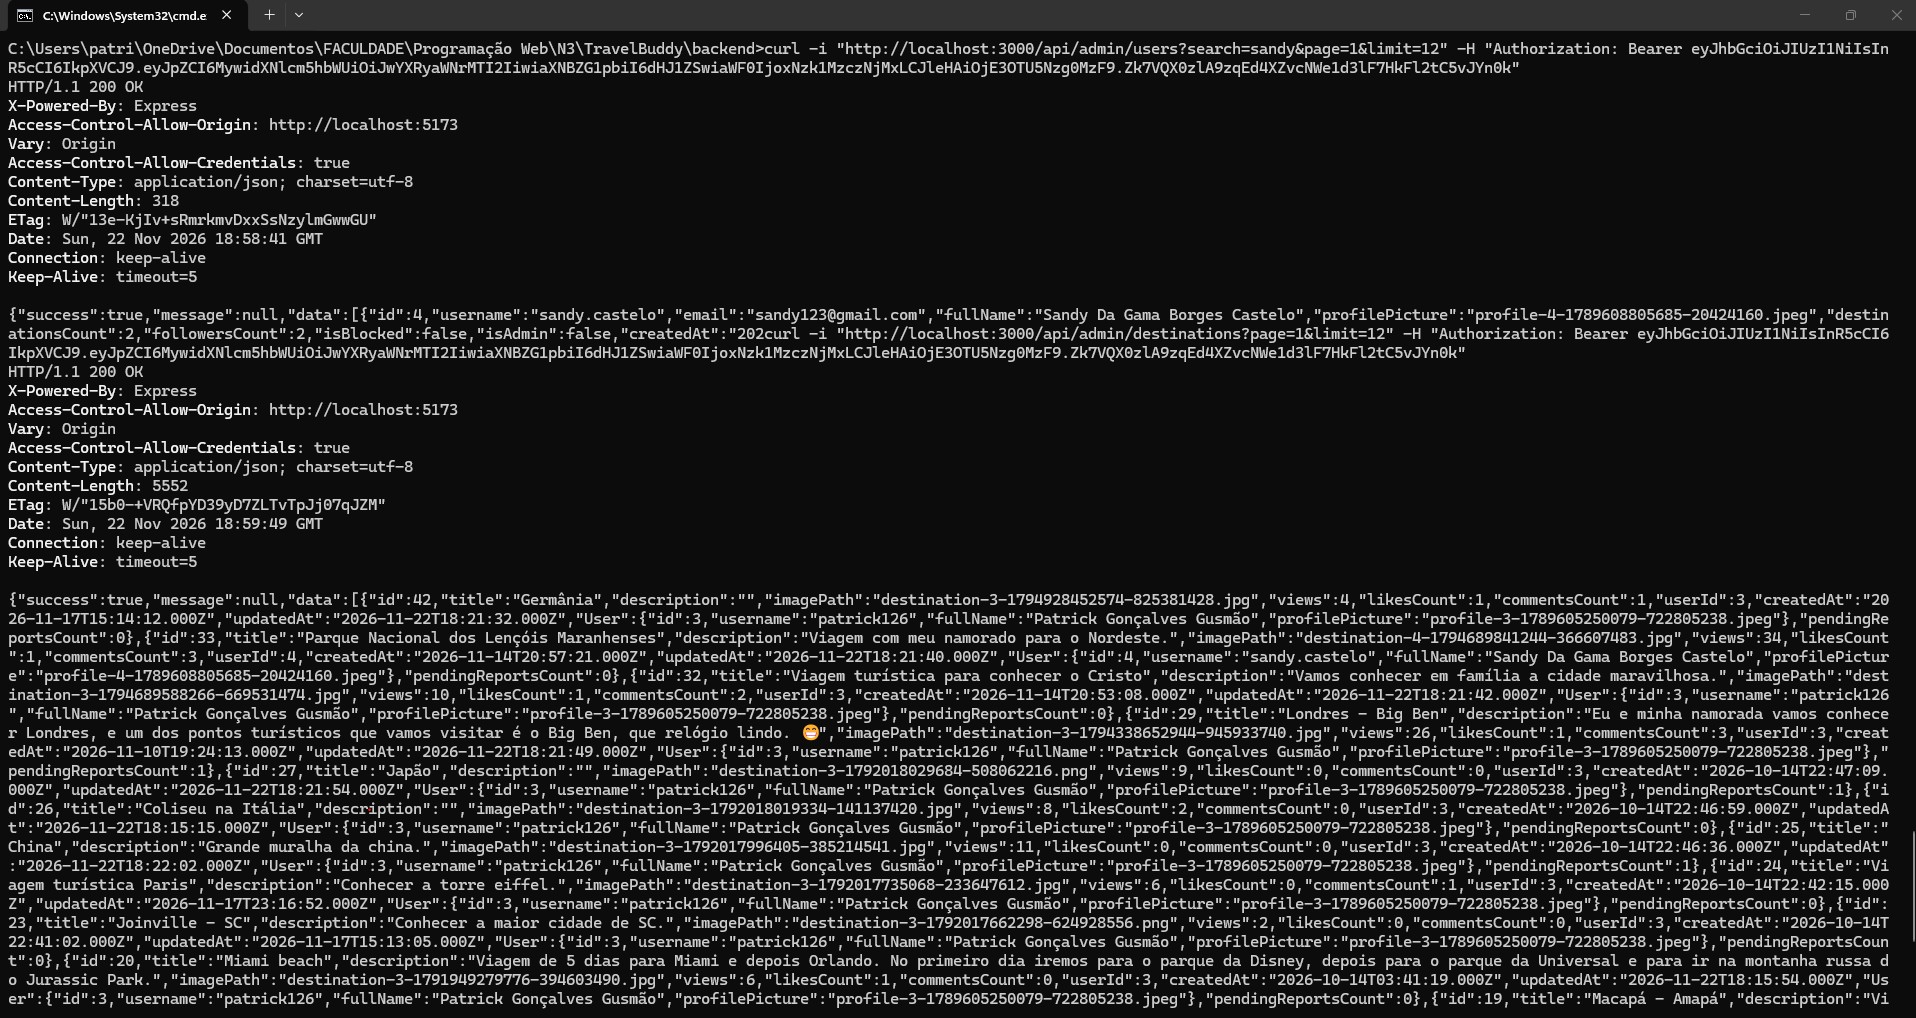 C:\Windows\System32\cmd.e
C:\Users\patri\OneDrive\Documentos\FACULDADE\Programação Web\N3\TravelBuddy\backend>curl -i "http://localhost:3000/api/admin/users?search=sandy&page=1&limit=12" -H "Authorization: Bearer eyJhbGciOiJIUzI1NiIsIn
R5cCI6IkpXVCJ9.eyJpZCI6MywidXNlcm5hbWUiOiJwYXRyaWNrMTI2IiwiaXNBZG1pbiI6dHJ1ZSwiaWF0IjoxNzk1MzczNjMxLCJleHAiOjE3OTU5Nzg0MzF9.Zk7VQX0zlA9zqEd4XZvcNWe1d3lF7HkFl2tC5vJYn0k"
HTTP/1.1 200 OK
X-Powered-By: Express
Access-Control-Allow-Origin: http://localhost:5173
Vary: Origin
Access-Control-Allow-Credentials: true
Content-Type: application/json; charset=utf-8
Content-Length: 318
ETag: W/"13e-KjIv+sRmrkmvDxxSsNzylmGwwGU"
Date: Sun, 22 Nov 2026 18:58:41 GMT
Connection: keep-alive
Keep-Alive: timeout=5
{"success":true,"message":null,"data":[{"id":4,"username":"sandy.castelo","email":"sandy123@gmail.com","fullName":"Sandy Da Gama Borges Castelo","profilePicture":"profile-4-1789608805685-20424160.jpeg","destin
ationsCount":2,"followersCount":2,"isBlocked":false,"isAdmin":false,"createdAt":"202curl -i "http://localhost:3000/api/admin/destinations?page=1&limit=12" -H "Authorization: Bearer eyJhbGciOiJIUzI1NiIsInR5cCI6
IkpXVCJ9.eyJpZCI6MywidXNlcm5hbWUiOiJwYXRyaWNrMTI2IiwiaXNBZG1pbiI6dHJ1ZSwiaWF0IjoxNzk1MzczNjMxLCJleHAiOjE3OTU5Nzg0MzF9.Zk7VQX0zlA9zqEd4XZvcNWe1d3lF7HkFl2tC5vJYn0k"
HTTP/1.1 200 OK
X-Powered-By: Express
Access-Control-Allow-Origin: http://localhost:5173
Vary: Origin
Access-Control-Allow-Credentials: true
Content-Type: application/json; charset=utf-8
Content-Length: 5552
ETag: W/"15b0-+VRQfpYD39yD7ZLTvTpJj07qJZM"
Date: Sun, 22 Nov 2026 18:59:49 GMT
Connection: keep-alive
Keep-Alive: timeout=5
{"success":true,"message":null,"data":[{"id":42,"title":"Germânia","description":"","imagePath":"destination-3-1794928452574-825381428.jpg","views":4,"likesCount":1,"commentsCount":1,"userId":3,"createdAt":"20
26-11-17T15:14:12.000Z","updatedAt":"2026-11-22T18:21:32.000Z","User":{"id":3,"username":"patrick126","fullName":"Patrick Gonçalves Gusmão","profilePicture":"profile-3-1789605250079-722805238.jpeg"},"pendingRe
portsCount":0},{"id":33,"title":"Parque Nacional dos Lençóis Maranhenses","description":"Viagem com meu namorado para o Nordeste.","imagePath":"destination-4-1794689841244-366607483.jpg","views":34,"likesCount
":1,"commentsCount":3,"userId":4,"createdAt":"2026-11-14T20:57:21.000Z","updatedAt":"2026-11-22T18:21:40.000Z","User":{"id":4,"username":"sandy.castelo","fullName":"Sandy Da Gama Borges Castelo","profilePictur
e":"profile-4-1789608805685-20424160.jpeg"},"pendingReportsCount":0},{"id":32,"title":"Viagem turística para conhecer o Cristo","description":"Vamos conhecer em família a cidade maravilhosa.","imagePath":"dest
ination-3-1794689588266-669531474.jpg","views":10,"likesCount":1,"commentsCount":2,"userId":3,"createdAt":"2026-11-14T20:53:08.000Z","updatedAt":"2026-11-22T18:21:42.000Z","User":{"id":3,"username":"patrick126
","fullName":"Patrick Gonçalves Gusmão","profilePicture":"profile-3-1789605250079-722805238.jpeg"},"pendingReportsCount":0},{"id":29,"title":"Londres - Big Ben","description":"Eu e minha namorada vamos conhece
r Londres, e um dos pontos turísticos que vamos visitar é o Big Ben, que relógio lindo. 😁","imagePath":"destination-3-1794338652944-945933740.jpg","views":26,"likesCount":1,"commentsCount":3,"userId":3,"creat
edAt":"2026-11-10T19:24:13.000Z","updatedAt":"2026-11-22T18:21:49.000Z","User":{"id":3,"username":"patrick126","fullName":"Patrick Gonçalves Gusmão","profilePicture":"profile-3-1789605250079-722805238.jpeg"},"
pendingReportsCount":1},{"id":27,"title":"Japão","description":"","imagePath":"destination-3-1792018029684-508062216.png","views":9,"likesCount":0,"commentsCount":0,"userId":3,"createdAt":"2026-10-14T22:47:09.
000Z","updatedAt":"2026-11-22T18:21:54.000Z","User":{"id":3,"username":"patrick126","fullName":"Patrick Gonçalves Gusmão","profilePicture":"profile-3-1789605250079-722805238.jpeg"},"pendingReportsCount":1},{"i
d":26,"title":"Coliseu na Itália","description":"","imagePath":"destination-3-1792018019334-141137420.jpg","views":8,"likesCount":2,"commentsCount":0,"userId":3,"createdAt":"2026-10-14T22:46:59.000Z","updatedA
t":"2026-11-22T18:15:15.000Z","User":{"id":3,"username":"patrick126","fullName":"Patrick Gonçalves Gusmão","profilePicture":"profile-3-1789605250079-722805238.jpeg"},"pendingReportsCount":0},{"id":25,"title":"
China","description":"Grande muralha da china.","imagePath":"destination-3-1792017996405-385214541.jpg","views":11,"likesCount":0,"commentsCount":0,"userId":3,"createdAt":"2026-10-14T22:46:36.000Z","updatedAt"
:"2026-11-22T18:22:02.000Z","User":{"id":3,"username":"patrick126","fullName":"Patrick Gonçalves Gusmão","profilePicture":"profile-3-1789605250079-722805238.jpeg"},"pendingReportsCount":1},{"id":24,"title":"Vi
agem turística Paris","description":"Conhecer a torre eiffel.","imagePath":"destination-3-1792017735068-233647612.jpg","views":6,"likesCount":0,"commentsCount":1,"userId":3,"createdAt":"2026-10-14T22:42:15.000
Z","updatedAt":"2026-11-17T23:16:52.000Z","User":{"id":3,"username":"patrick126","fullName":"Patrick Gonçalves Gusmão","profilePicture":"profile-3-1789605250079-722805238.jpeg"},"pendingReportsCount":0},{"id":
23,"title":"Joinville - SC","description":"Conhecer a maior cidade de SC.","imagePath":"destination-3-1792017662298-624928556.png","views":2,"likesCount":0,"commentsCount":0,"userId":3,"createdAt":"2026-10-14T
22:41:02.000Z","updatedAt":"2026-11-17T15:13:05.000Z","User":{"id":3,"username":"patrick126","fullName":"Patrick Gonçalves Gusmão","profilePicture":"profile-3-1789605250079-722805238.jpeg"},"pendingReportsCoun
t":0},{"id":20,"title":"Miami beach","description":"Viagem de 5 dias para Miami e depois Orlando. No primeiro dia iremos para o parque da Disney, depois para o parque da Universal e para ir na montanha russa d
o Jurassic Park.","imagePath":"destination-3-1791949279776-394603490.jpg","views":6,"likesCount":1,"commentsCount":0,"userId":3,"createdAt":"2026-10-14T03:41:19.000Z","updatedAt":"2026-11-22T18:15:54.000Z","Us
er":{"id":3,"username":"patrick126","fullName":"Patrick Gonçalves Gusmão","profilePicture":"profile-3-1789605250079-722805238.jpeg"},"pendingReportsCount":0},{"id":19,"title":"Macapá - Amapá","description":"Vi